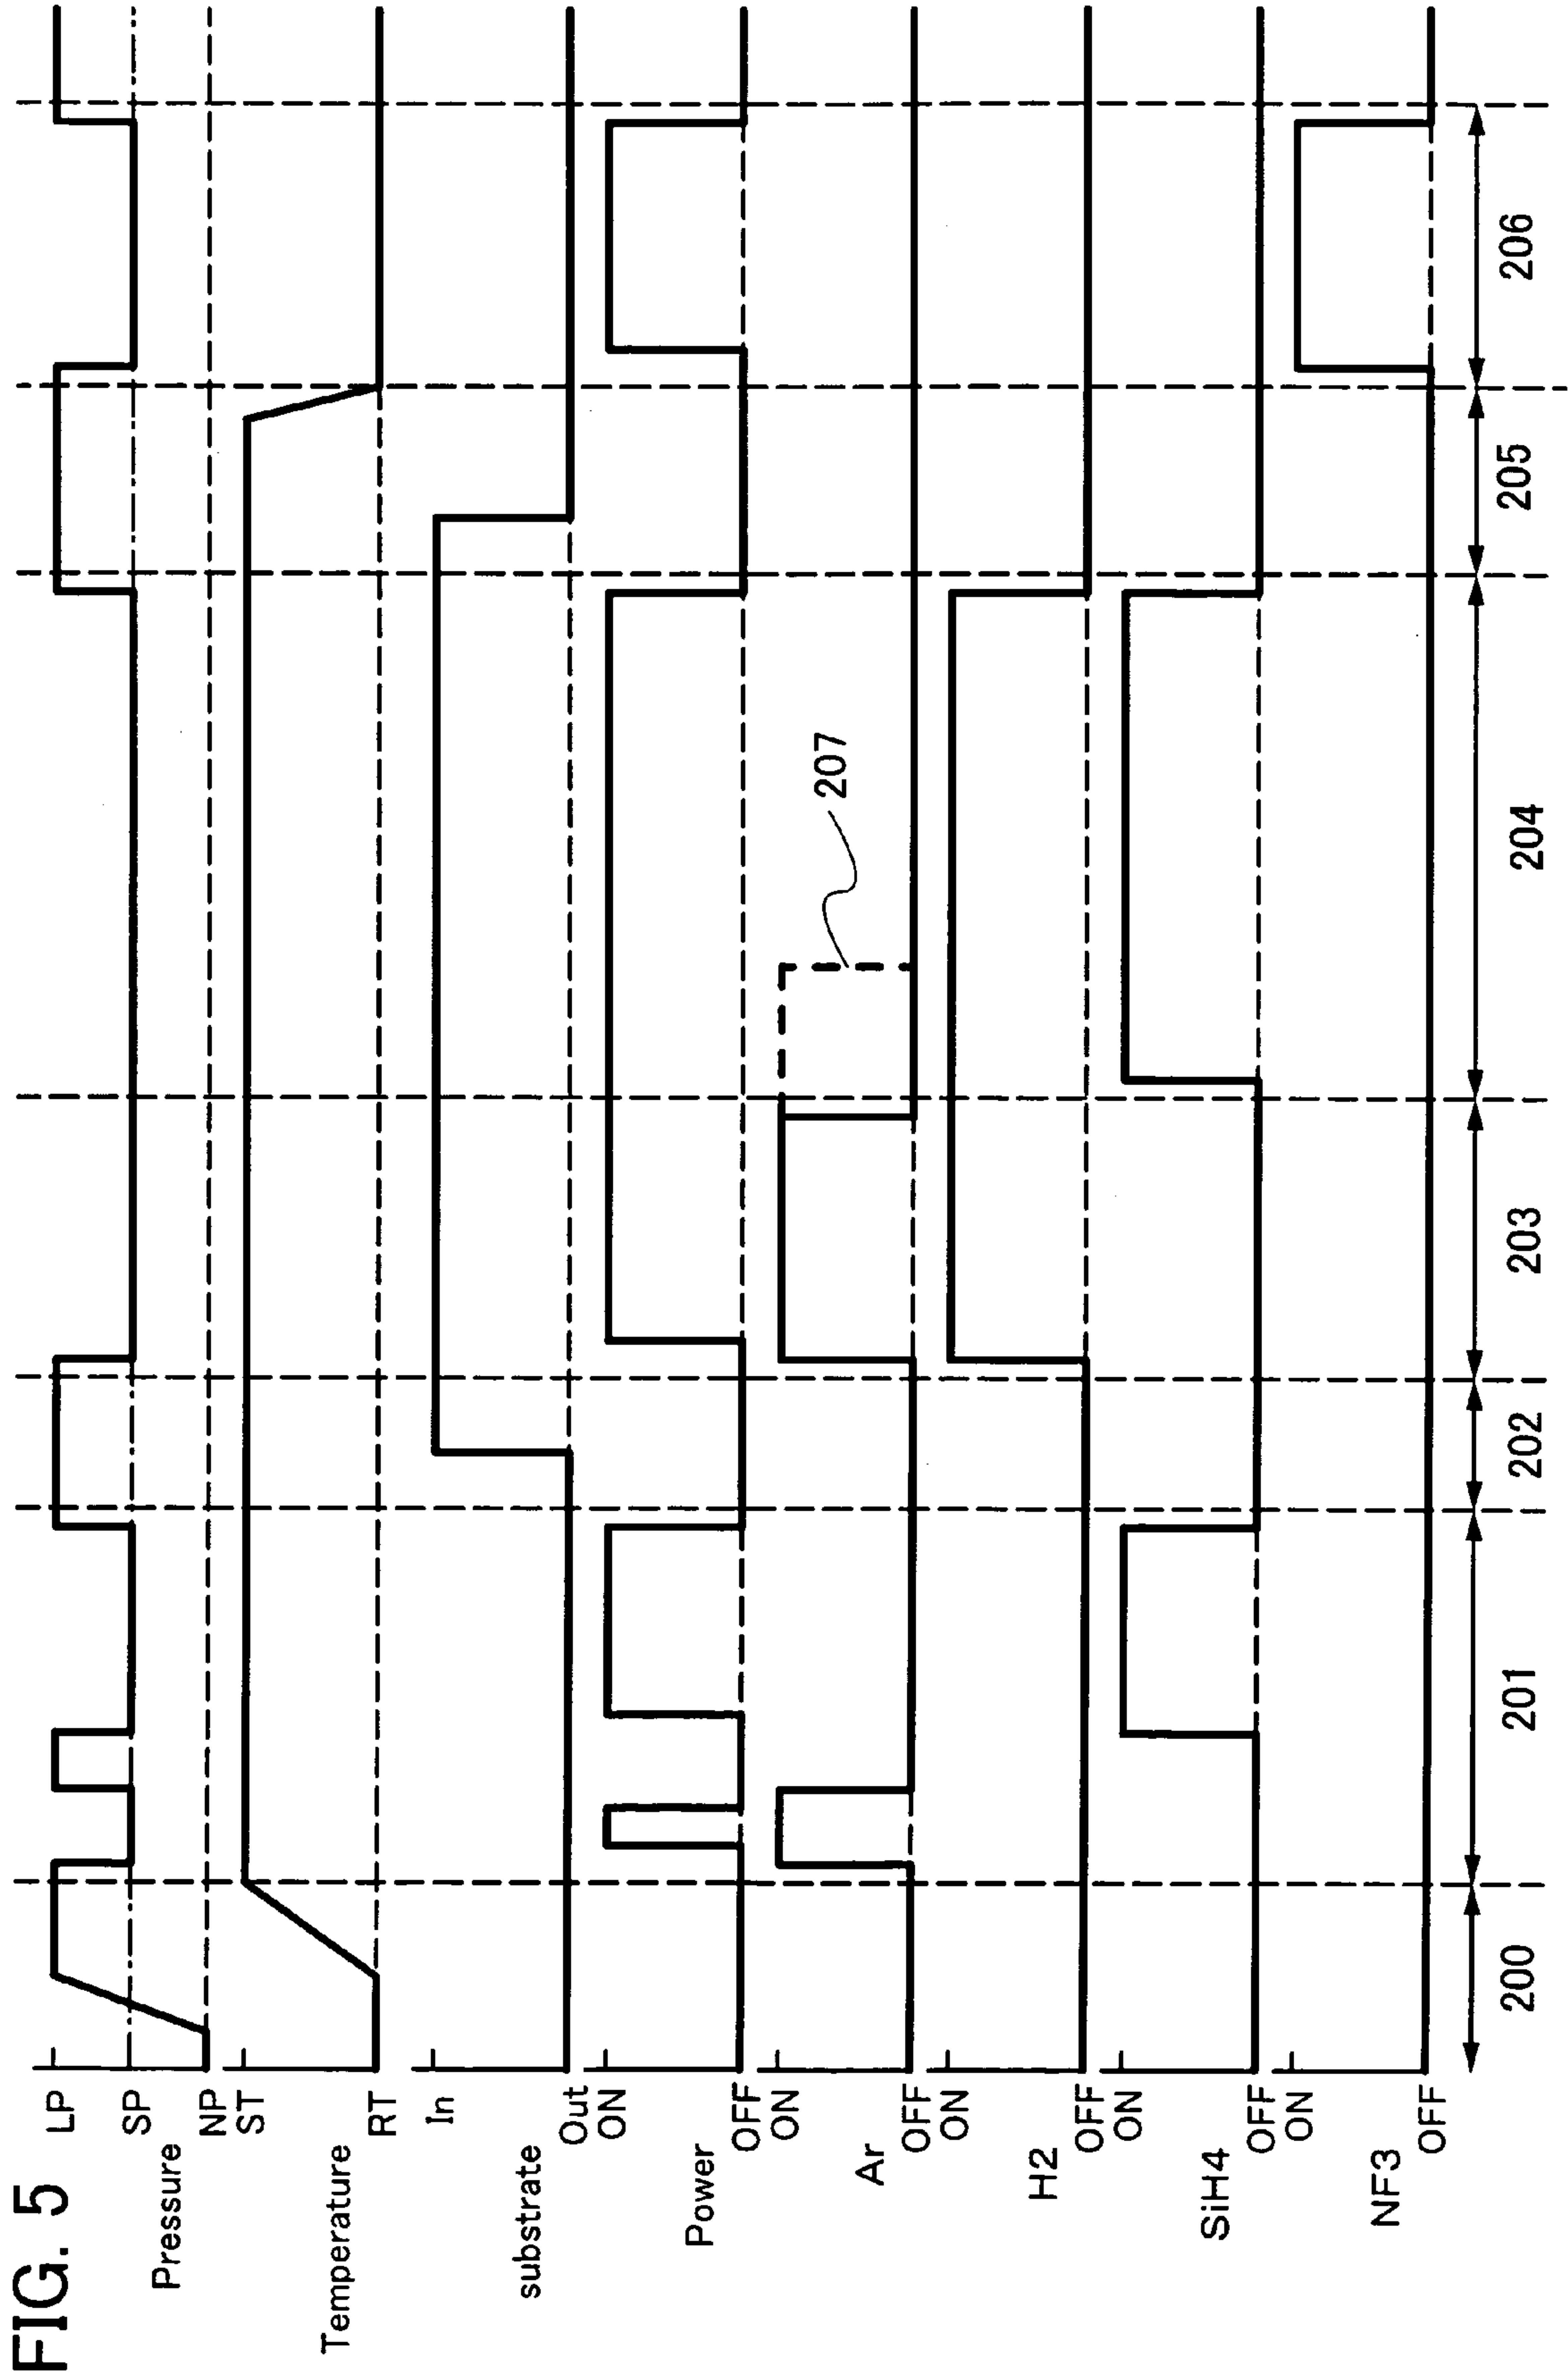 FIG. 5
LP
SP
Pressure
NP
ST
Temperature
RT
In
substrate
Out
ON
Power
OFF
ON
Ar
OFF
ON
H2
OFF
ON
SiH4
OFF
ON
NF3
OFF
207
200
201
202
203
204
205
206